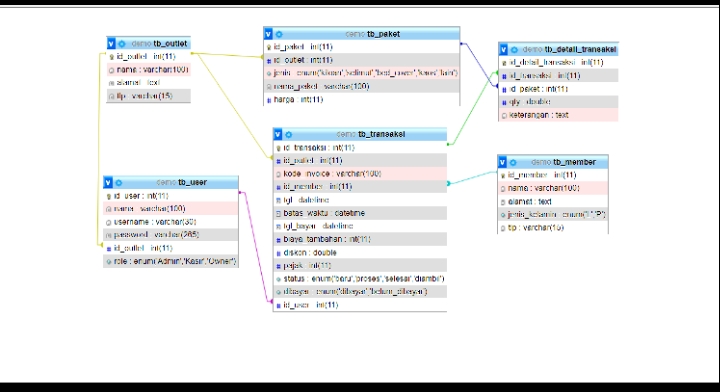 demo tb_outlet
id_outlet : int(11)
nama : varchar(100)
alamat : text
tlp : varchar(15)
demo tb_paket
id_paket : int(11)
id_outlet : int(11)
jenis : enum('kiloan','selimut','bed_cover','kaos','lain')
nama_paket : varchar(100)
harga : int(11)
demo tb_detail_transaksi
id_detail_transaksi : int(11)
id_transaksi : int(11)
id_paket : int(11)
qty : double
keterangan : text
demo tb_transaksi
id_transaksi : int(11)
id_outlet : int(11)
kode_invoice : varchar(100)
id_member : int(11)
tgl : datetime
batas_waktu : datetime
tgl_bayar : datetime
biaya_tambahan : int(11)
diskon : double
pajak : int(11)
status : enum('baru','proses','selesai','diambil')
dibayar : enum('dibayar','belum_dibayar')
id_user : int(11)
demo tb_user
id_user : int(11)
nama : varchar(100)
username : varchar(30)
password : varchar(265)
id_outlet : int(11)
role : enum('Admin','Kasir','Owner')
demo tb_member
id_member : int(11)
nama : varchar(100)
alamat : text
jenis_kelamin : enum('L','P')
tlp : varchar(15)